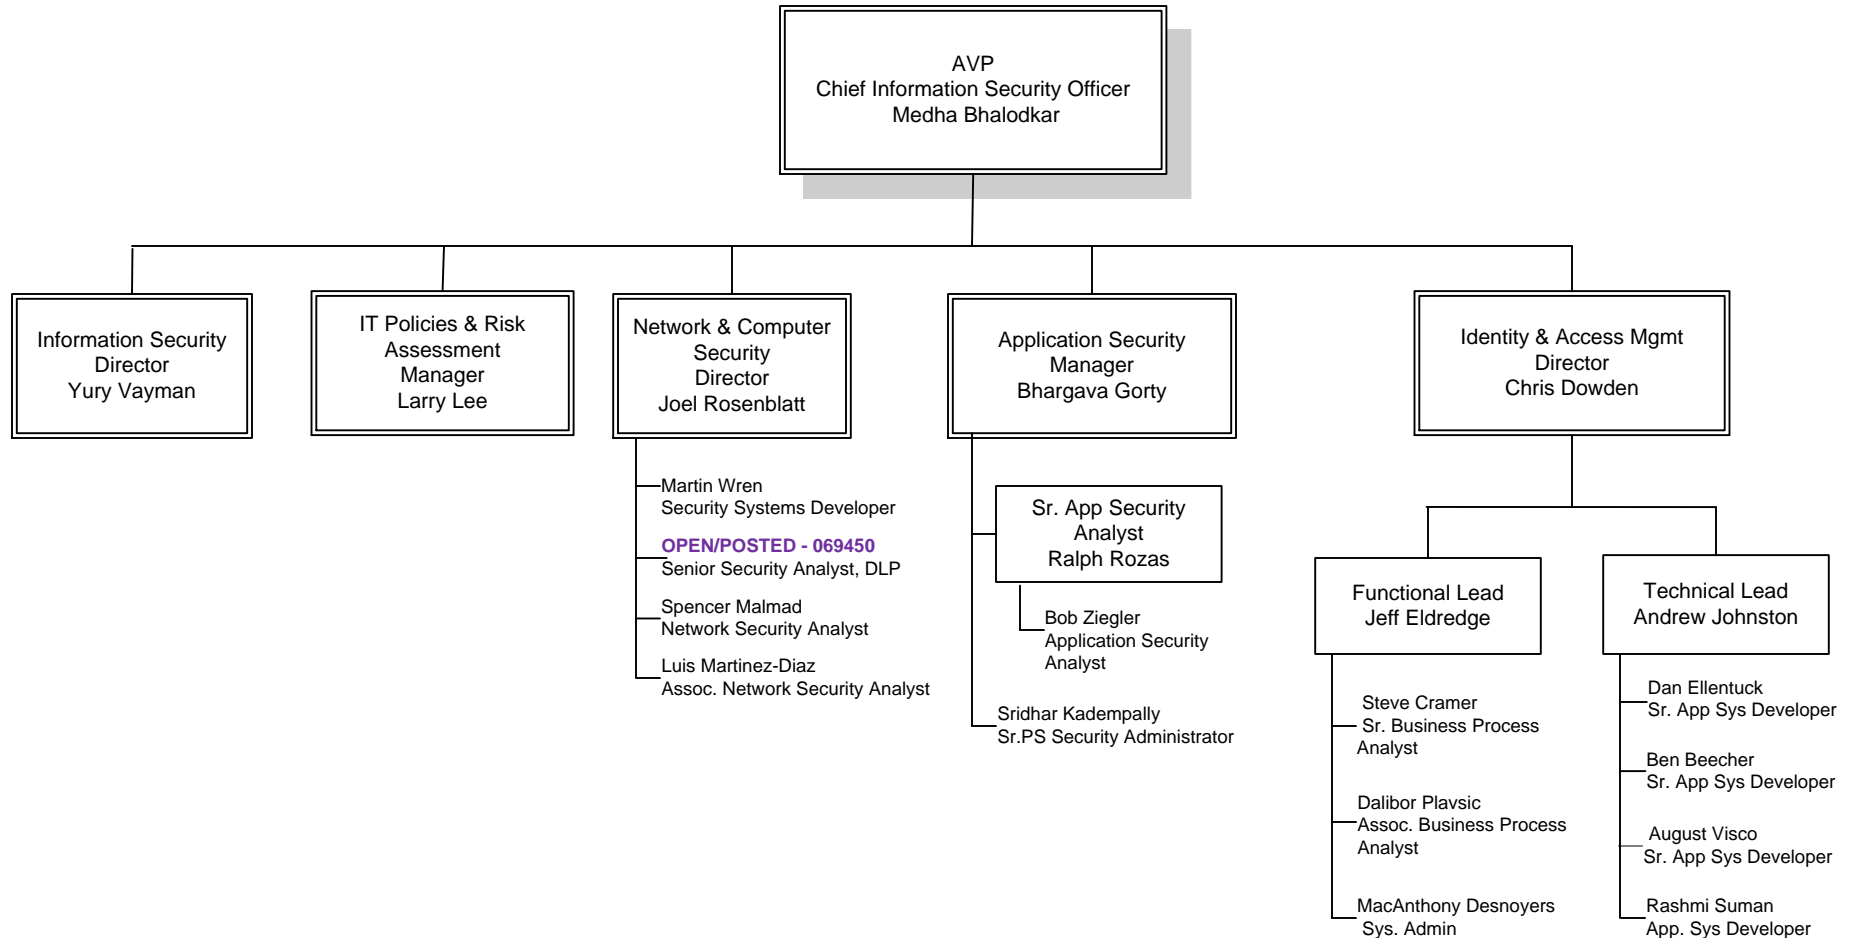 AVP
Chief Information Security Officer
Medha Bhalodkar
Information Security
Director
Yury Vayman
IT Policies & Risk
Assessment
Manager
Larry Lee
Network & Computer
Security
Director
Joel Rosenblatt
Application Security
Manager
Bhargava Gorty
Identity & Access Mgmt
Director
Chris Dowden
Martin Wren
Security Systems Developer
OPEN/POSTED - 069450
Senior Security Analyst, DLP
Spencer Malmad
Network Security Analyst
Luis Martinez-Diaz
Assoc. Network Security Analyst
Sr. App Security
Analyst
Ralph Rozas
Bob Ziegler
Application Security
Analyst
Sridhar Kadempally
Sr.PS Security Administrator
Functional Lead
Jeff Eldredge
Steve Cramer
Sr. Business Process
Analyst
Dalibor Plavsic
Assoc. Business Process
Analyst
MacAnthony Desnoyers
Sys. Admin
Technical Lead
Andrew Johnston
Dan Ellentuck
Sr. App Sys Developer
Ben Beecher
Sr. App Sys Developer
August Visco
Sr. App Sys Developer
Rashmi Suman
App. Sys Developer